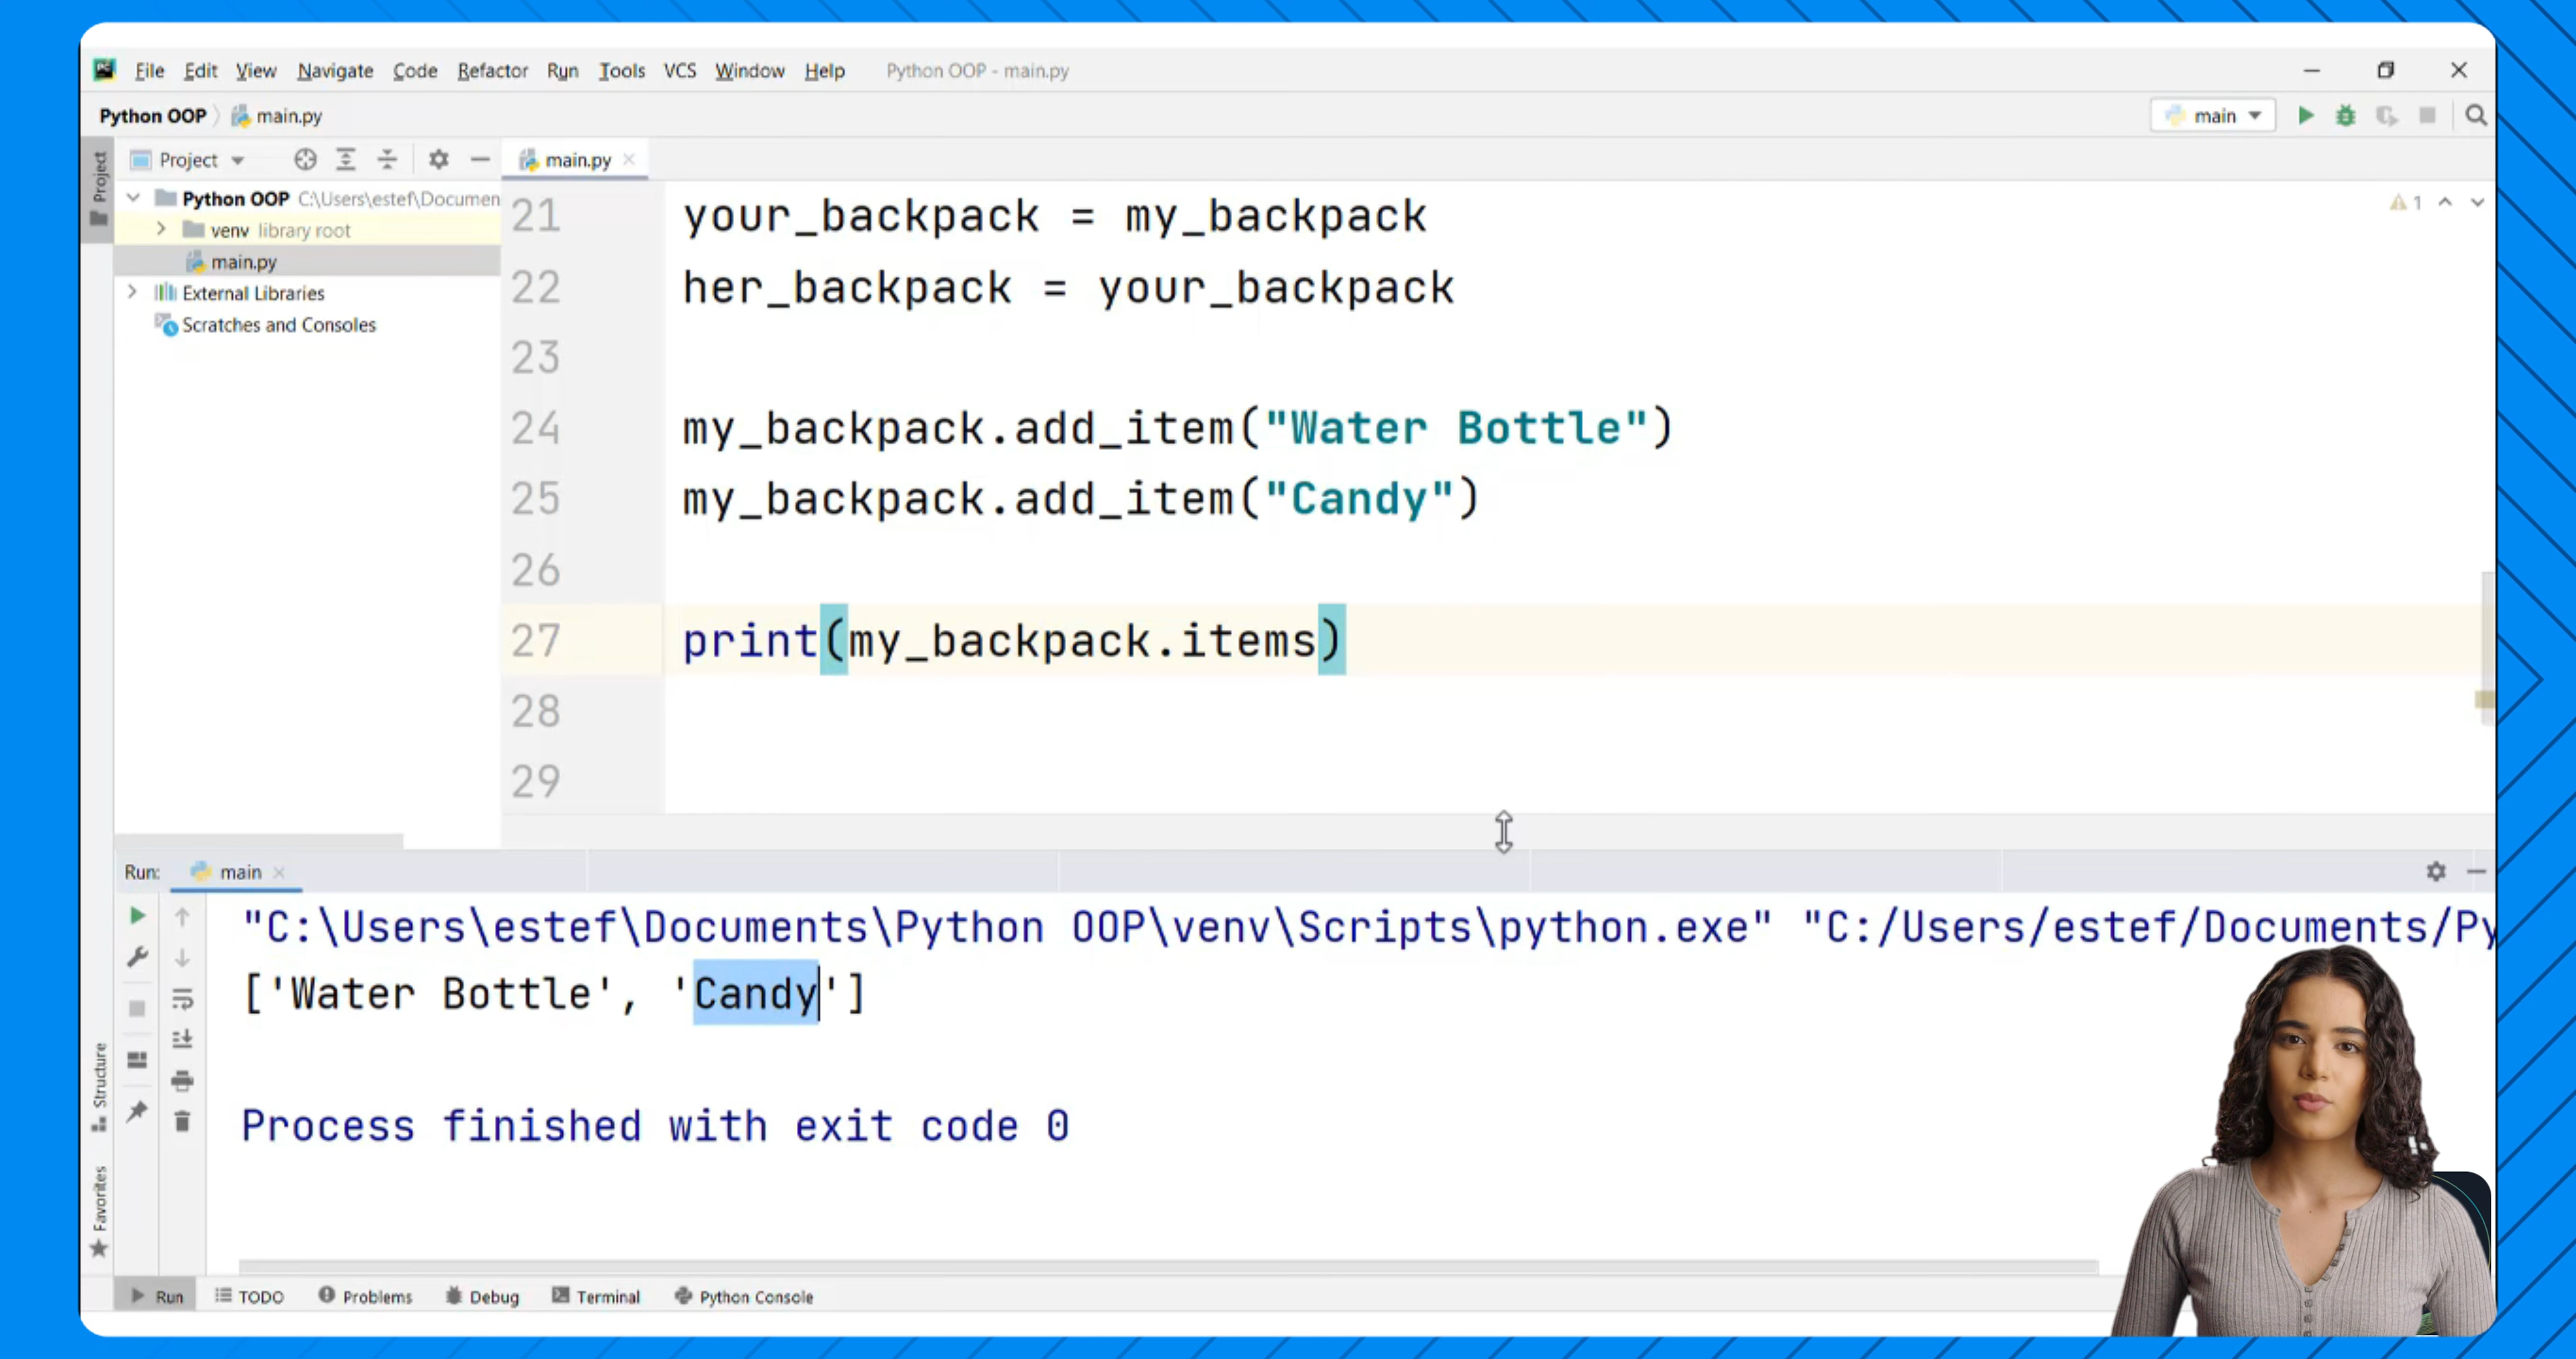 File Edit View Navigate Code Refactor Run Tools VCS Window Help Python OOP - main.py
Python OOP main.py main
Project Project main.py
Python OOP C:\Users\estef\Documen
venv library root
main.py
External Libraries
Scratches and Consoles
1
21 your_backpack = my_backpack
22 her_backpack = your_backpack
23
24 my_backpack.add_item("Water Bottle")
25 my_backpack.add_item("Candy")
26
27 print(my_backpack.items)
28
29
Run: main
"C:\Users\estef\Documents\Python OOP\venv\Scripts\python.exe" "C:/Users/estef/Documents/Py
['Water Bottle', 'Candy']
Process finished with exit code 0
Structure
Favorites
Run TODO Problems Debug Terminal Python Console